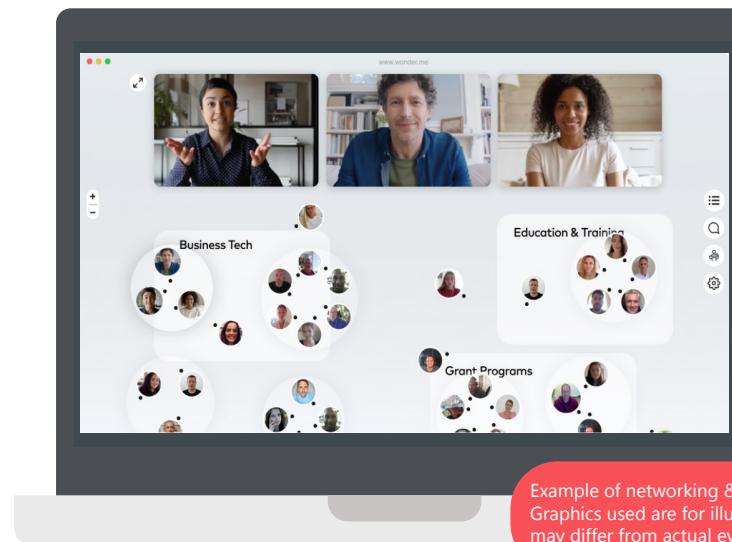 www.wonder.me
Business Tech
Education & Training
Grant Programs
Example of networking &
Graphics used are for illu
may differ from actual ev